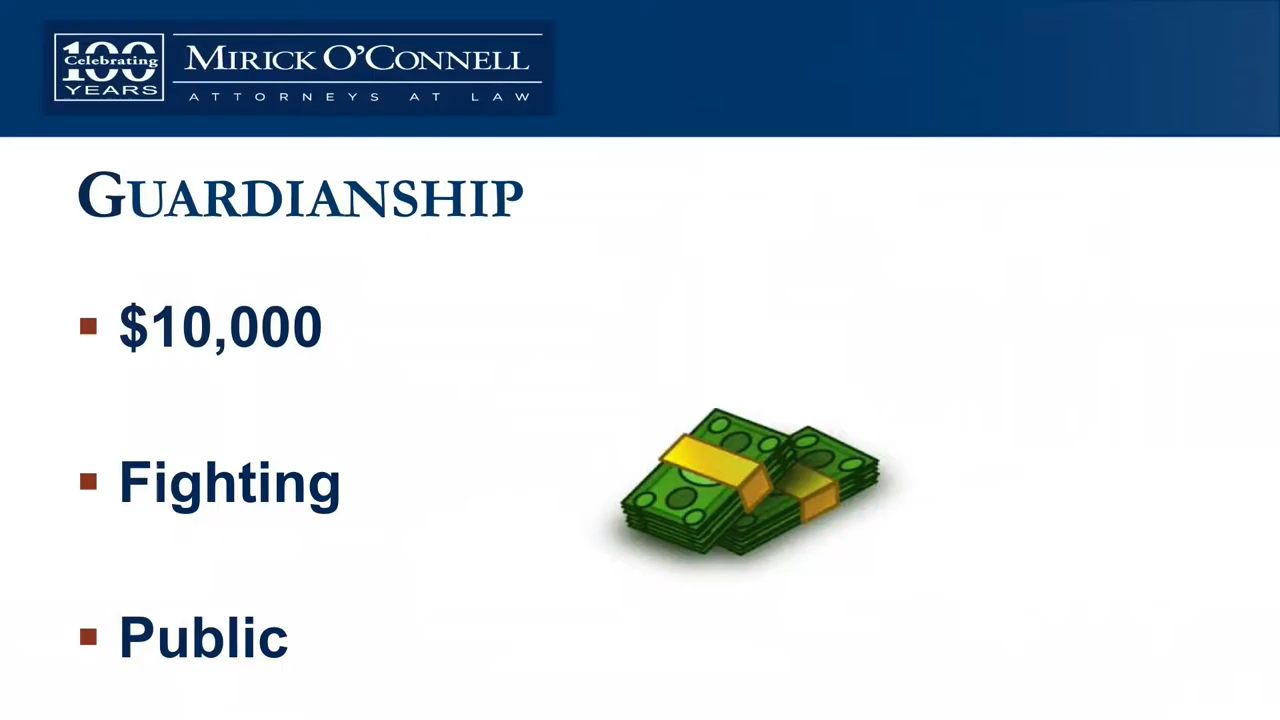 100
Celebrating
YEARS
MIRICK O'CONNELL
ATTORNEYS AT LAW
GUARDIANSHIP
$10,000
Fighting
Public